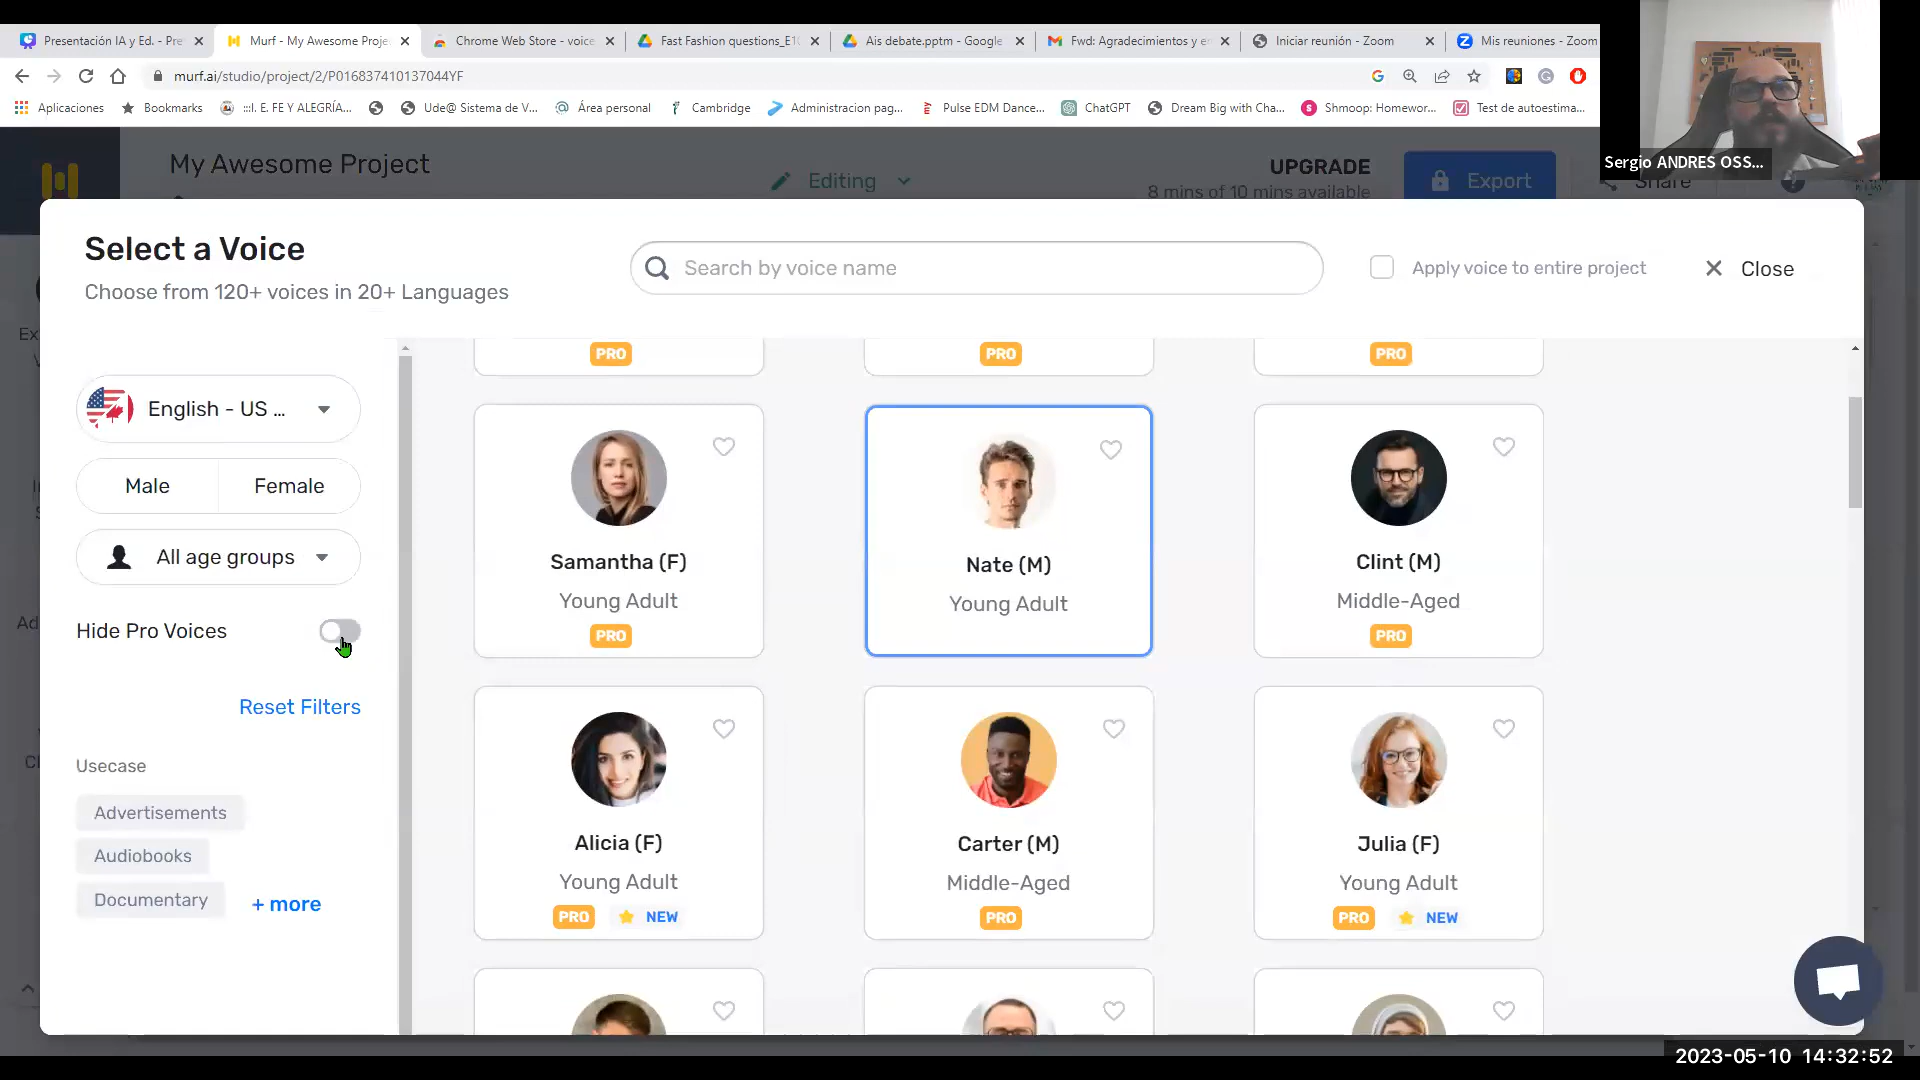 Presentación IA y Ed. - Pre
Murf - My Awesome Proje
Chrome Web Store - voice
Fast Fashion questions_E1
Ais debate.pptm - Google
Fwd: Agradecimientos y e
Iniciar reunión - Zoom
Mis reuniones - Zoom
murf.ai/studio/project/2/P016837410137044YF
Aplicaciones
Bookmarks
:::I. E. FE Y ALEGRÍA...
Ude@ Sistema de V...
Área personal
Cambridge
Administracion pag...
Pulse EDM Dance...
ChatGPT
Dream Big with Cha...
Shmoop: Homewor...
Test de autoestima...
Sergio ANDRES OSS...
My Awesome Project
Editing
UPGRADE
8 mins of 10 mins available
Export
Share
Select a Voice
Choose from 120+ voices in 20+ Languages
Search by voice name
Apply voice to entire project
Close
English - US ...
Male
Female
All age groups
Hide Pro Voices
Reset Filters
Usecase
Advertisements
Audiobooks
Documentary
+ more
PRO
PRO
PRO
Samantha (F)
Young Adult
PRO
Nate (M)
Young Adult
Clint (M)
Middle-Aged
PRO
Alicia (F)
Young Adult
PRO NEW
Carter (M)
Middle-Aged
PRO
Julia (F)
Young Adult
PRO NEW
2023-05-10 14:32:52